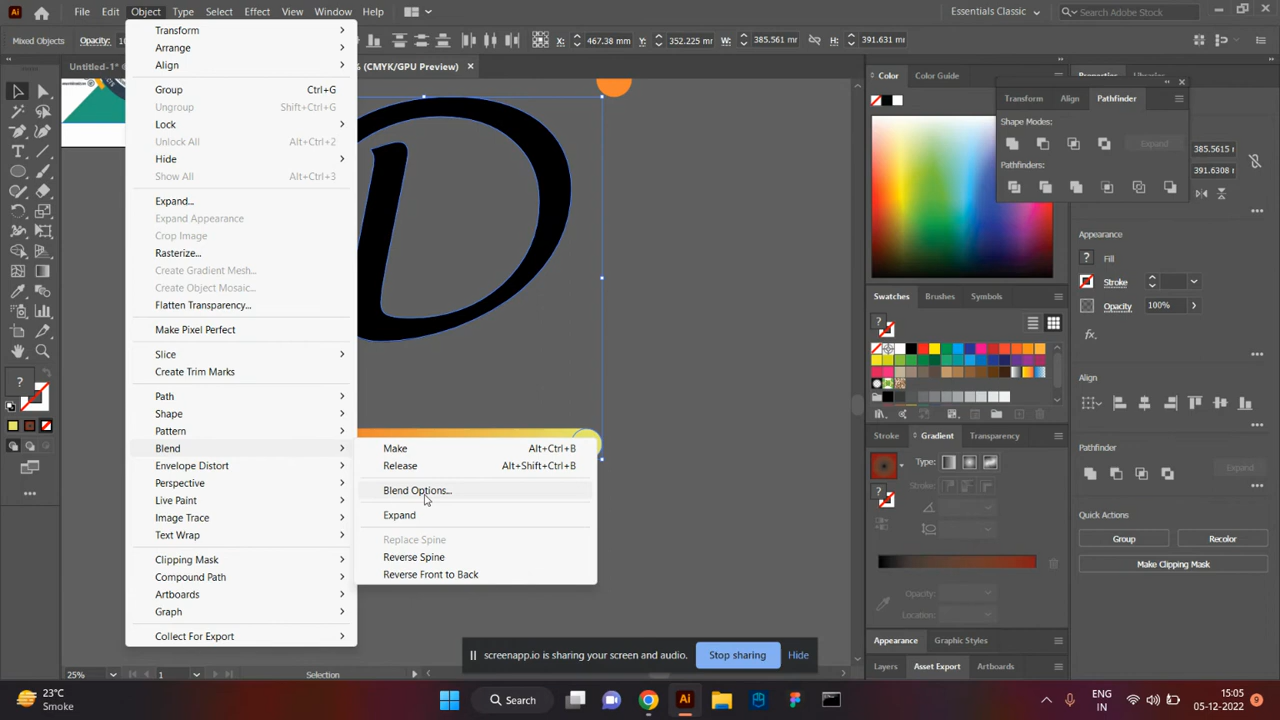 Ai File Edit Object Type Select Effect View Window Help Essentials Classic Search Adobe Stock
Mixed Objects Opacity: X: 467.38 mm Y: 352.225 mm W: 385.561 mm H: 391.631 mm
Untitled-1* % (CMYK/GPU Preview)
Transform
Arrange
Align
Group Ctrl+G
Ungroup Shift+Ctrl+G
Lock
Unlock All Alt+Ctrl+2
Hide
Show All Alt+Ctrl+3
Expand...
Expand Appearance
Crop Image
Rasterize...
Create Gradient Mesh...
Create Object Mosaic...
Flatten Transparency...
Make Pixel Perfect
Slice
Create Trim Marks
Path
Shape
Pattern
Blend
Envelope Distort
Perspective
Live Paint
Image Trace
Text Wrap
Clipping Mask
Compound Path
Artboards
Graph
Collect For Export
Make Alt+Ctrl+B
Release Alt+Shift+Ctrl+B
Blend Options...
Expand
Replace Spine
Reverse Spine
Reverse Front to Back
D
Color Color Guide
Transform Align Pathfinder
Shape Modes:
Expand
Pathfinders:
385.5615
391.6308
Swatches Brushes Symbols
Stroke Gradient Transparency
Type:
Opacity:
Location:
Appearance Graphic Styles
Layers Asset Export Artboards
Appearance
? Fill
Stroke
Opacity 100%
fx.
Align
Pathfinder
Expand
Quick Actions
Group Recolor
Make Clipping Mask
25% 1 Selection
screenapp.io is sharing your screen and audio. Stop sharing Hide
23°C
Smoke
Search
Ai
ENG
IN
15:05
05-12-2022